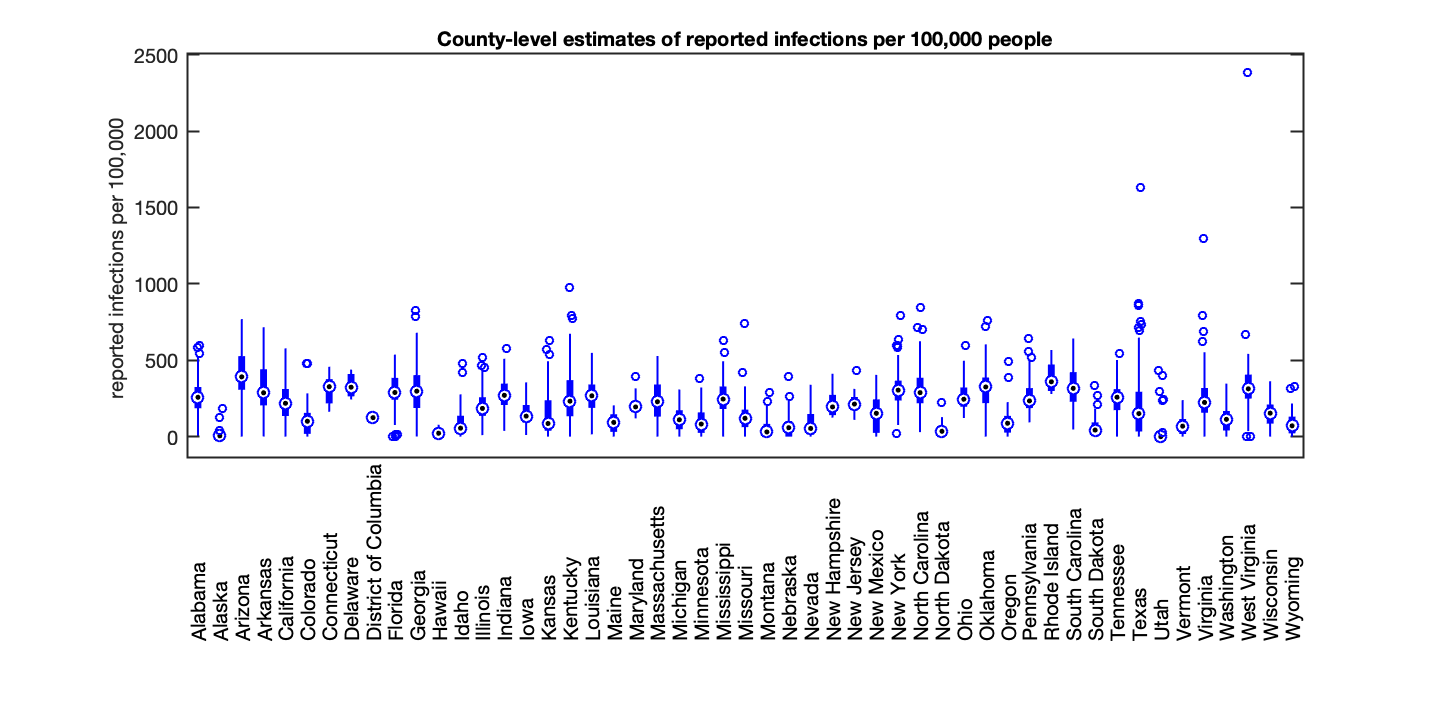 County-level estimates of reported infections per 100,000 people
reported infections per 100,000
2500
2000
1500
1000
500
0
Alabama
Alaska
Arizona
Arkansas
California
Colorado
Connecticut
Delaware
District of Columbia
Florida
Georgia
Hawaii
Idaho
Illinois
Indiana
Iowa
Kansas
Kentucky
Louisiana
Maine
Maryland
Massachusetts
Michigan
Minnesota
Mississippi
Missouri
Montana
Nebraska
Nevada
New Hampshire
New Jersey
New Mexico
New York
North Carolina
North Dakota
Ohio
Oklahoma
Oregon
Pennsylvania
Rhode Island
South Carolina
South Dakota
Tennessee
Texas
Utah
Vermont
Virginia
Washington
West Virginia
Wisconsin
Wyoming